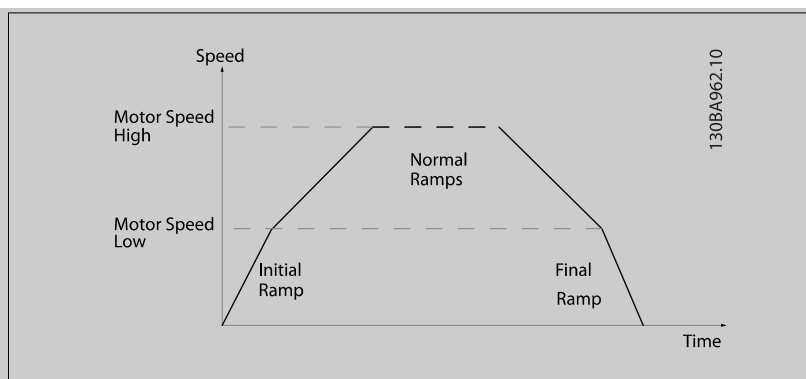 Speed
130BA962.10
Motor Speed
High
Normal
Ramps
Motor Speed
Low
Initial
Ramp
Final
Ramp
Time